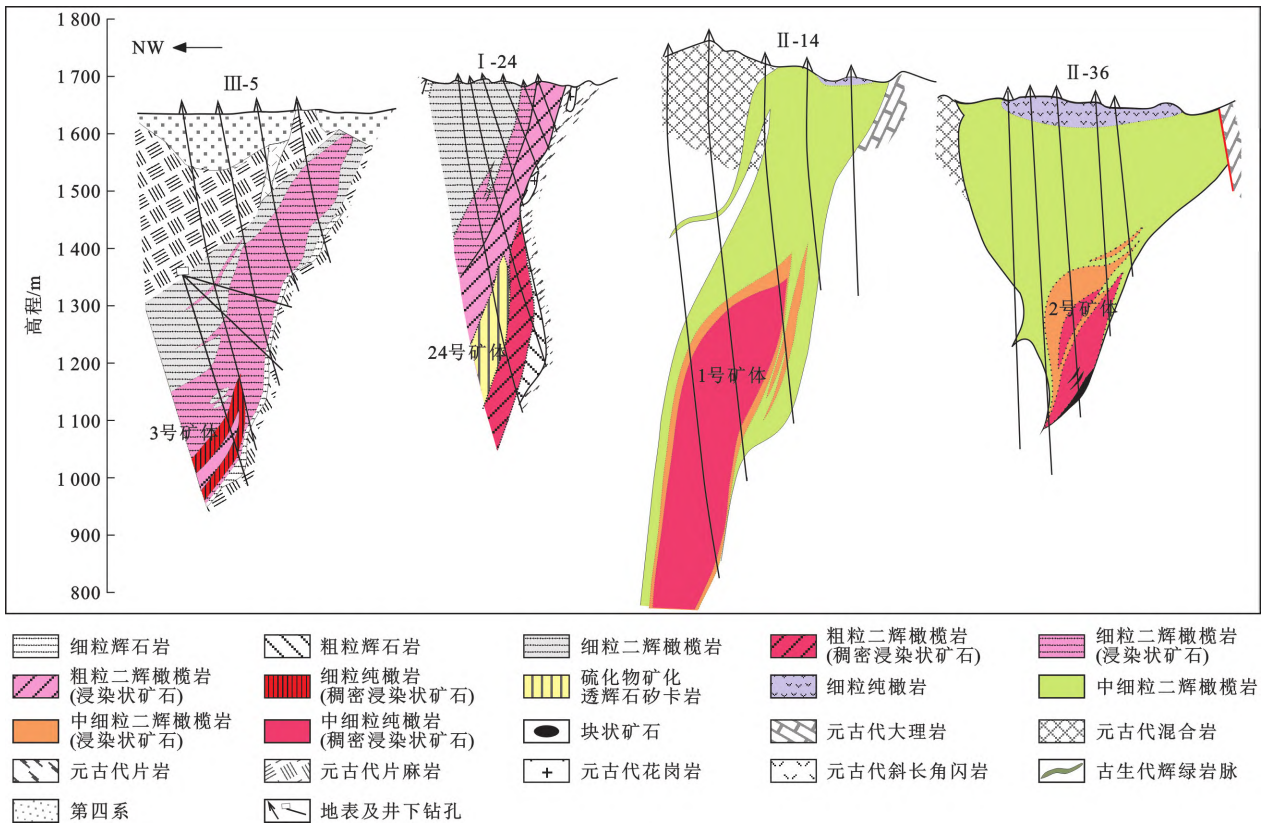 1 800
1 700
1 600
1 500
1 400
1 300
1 200
1 100
1 000
900
800
高程/m
NW
III-5
I-24
II-14
II-36
3号矿体
24号矿体
1号矿体
2号矿体
细粒辉石岩
粗粒辉石岩
细粒二辉橄榄岩
粗粒二辉橄榄岩
(稠密浸染状矿石)
细粒二辉橄榄岩
(浸染状矿石)
粗粒二辉橄榄岩
(浸染状矿石)
细粒纯橄岩
(稠密浸染状矿石)
硫化物矿化
透辉石矽卡岩
细粒纯橄岩
中细粒二辉橄榄岩
中细粒二辉橄榄岩
(浸染状矿石)
中细粒纯橄岩
(稠密浸染状矿石)
块状矿石
元古代大理岩
元古代混合岩
元古代片岩
元古代片麻岩
元古代花岗岩
元古代斜长角闪岩
古生代辉绿岩脉
第四系
地表及井下钻孔